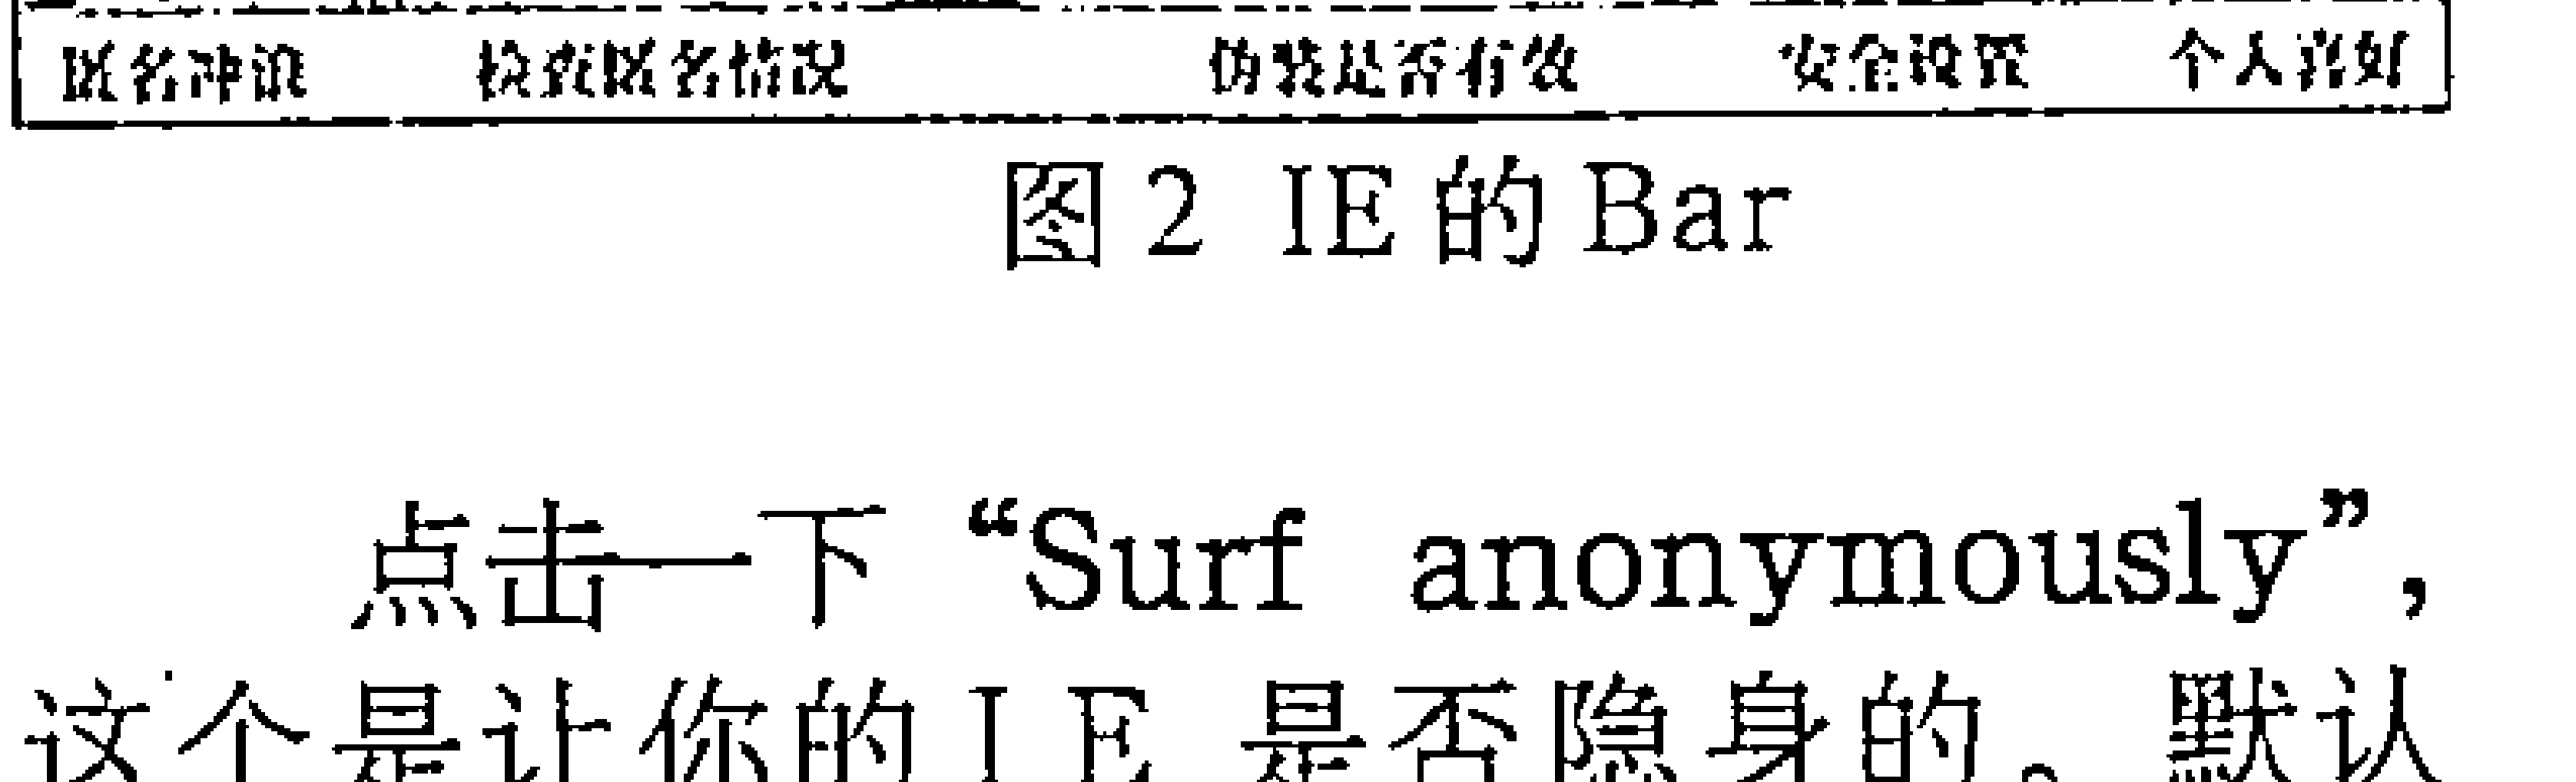 匿名冲浪 检查匿名情况 伪装是否有效 安全设置 个人喜好
图2 IE的Bar
点击一下 “Surf anonymously”,
这个是让你的IE 是否隐身的。默认